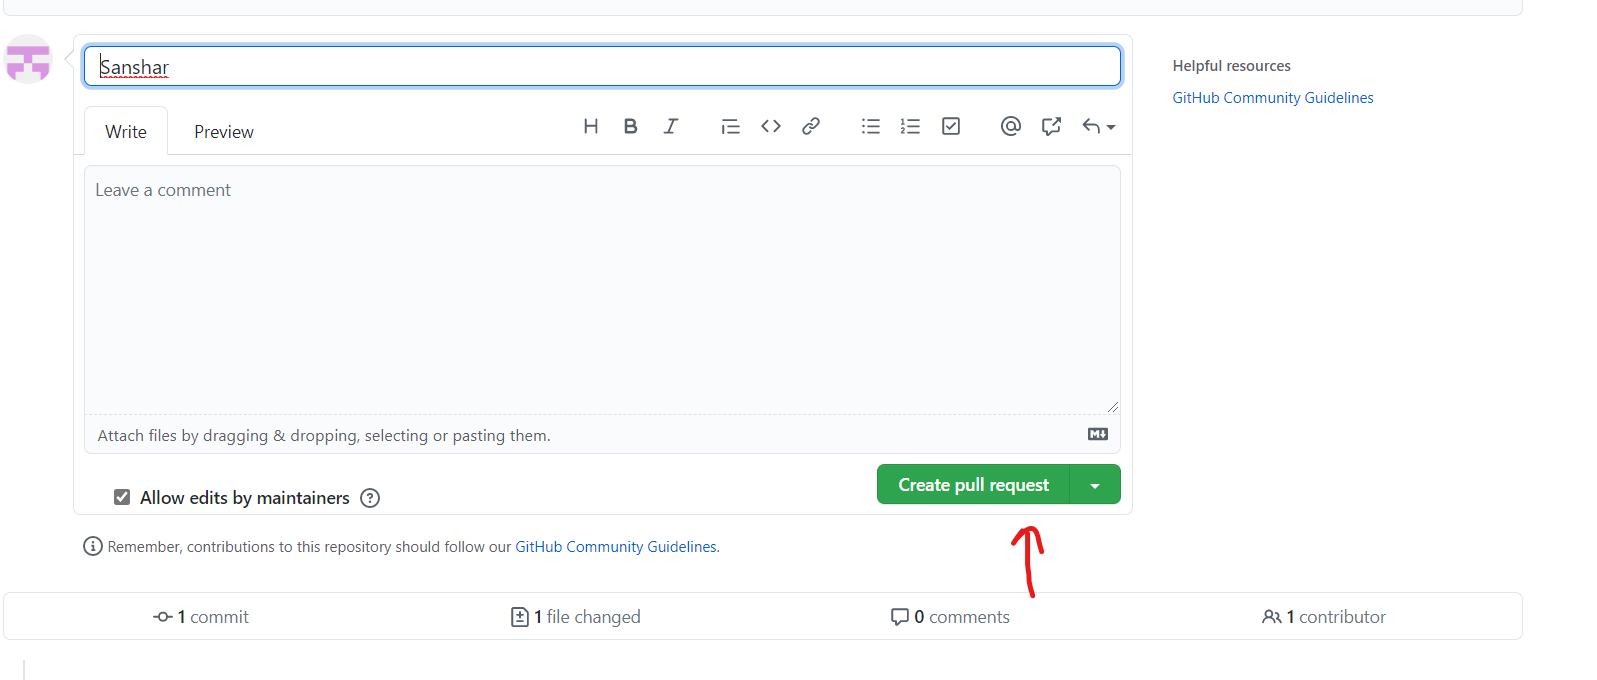 Sanshar
Helpful resources
GitHub Community Guidelines
Write Preview
Leave a comment
Attach files by dragging & dropping, selecting or pasting them.
Allow edits by maintainers
Create pull request
Remember, contributions to this repository should follow our GitHub Community Guidelines.
1 commit 1 file changed 0 comments 1 contributor